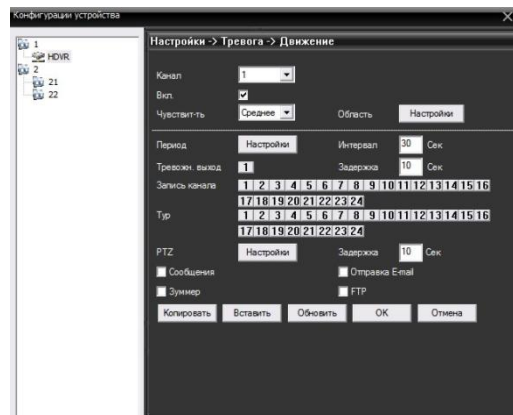 Конфигурации устройства
1
HDVR
2
21
22
Настройки -> Тревога -> Движение
Канал 1
Вкл.
Чувствит-ть Среднее Область Настройки
Период Настройки Интервал 30 Сек
Тревожн. выход 1 Задержка 10 Сек
Запись канала 1 2 3 4 5 6 7 8 9 10 11 12 13 14 15 16
17 18 19 20 21 22 23 24
Тур 1 2 3 4 5 6 7 8 9 10 11 12 13 14 15 16
17 18 19 20 21 22 23 24
PTZ Настройки Задержка 10 Сек
Сообщения Отправка E-mail
Зуммер FTP
Копировать Вставить Обновить OK Отмена